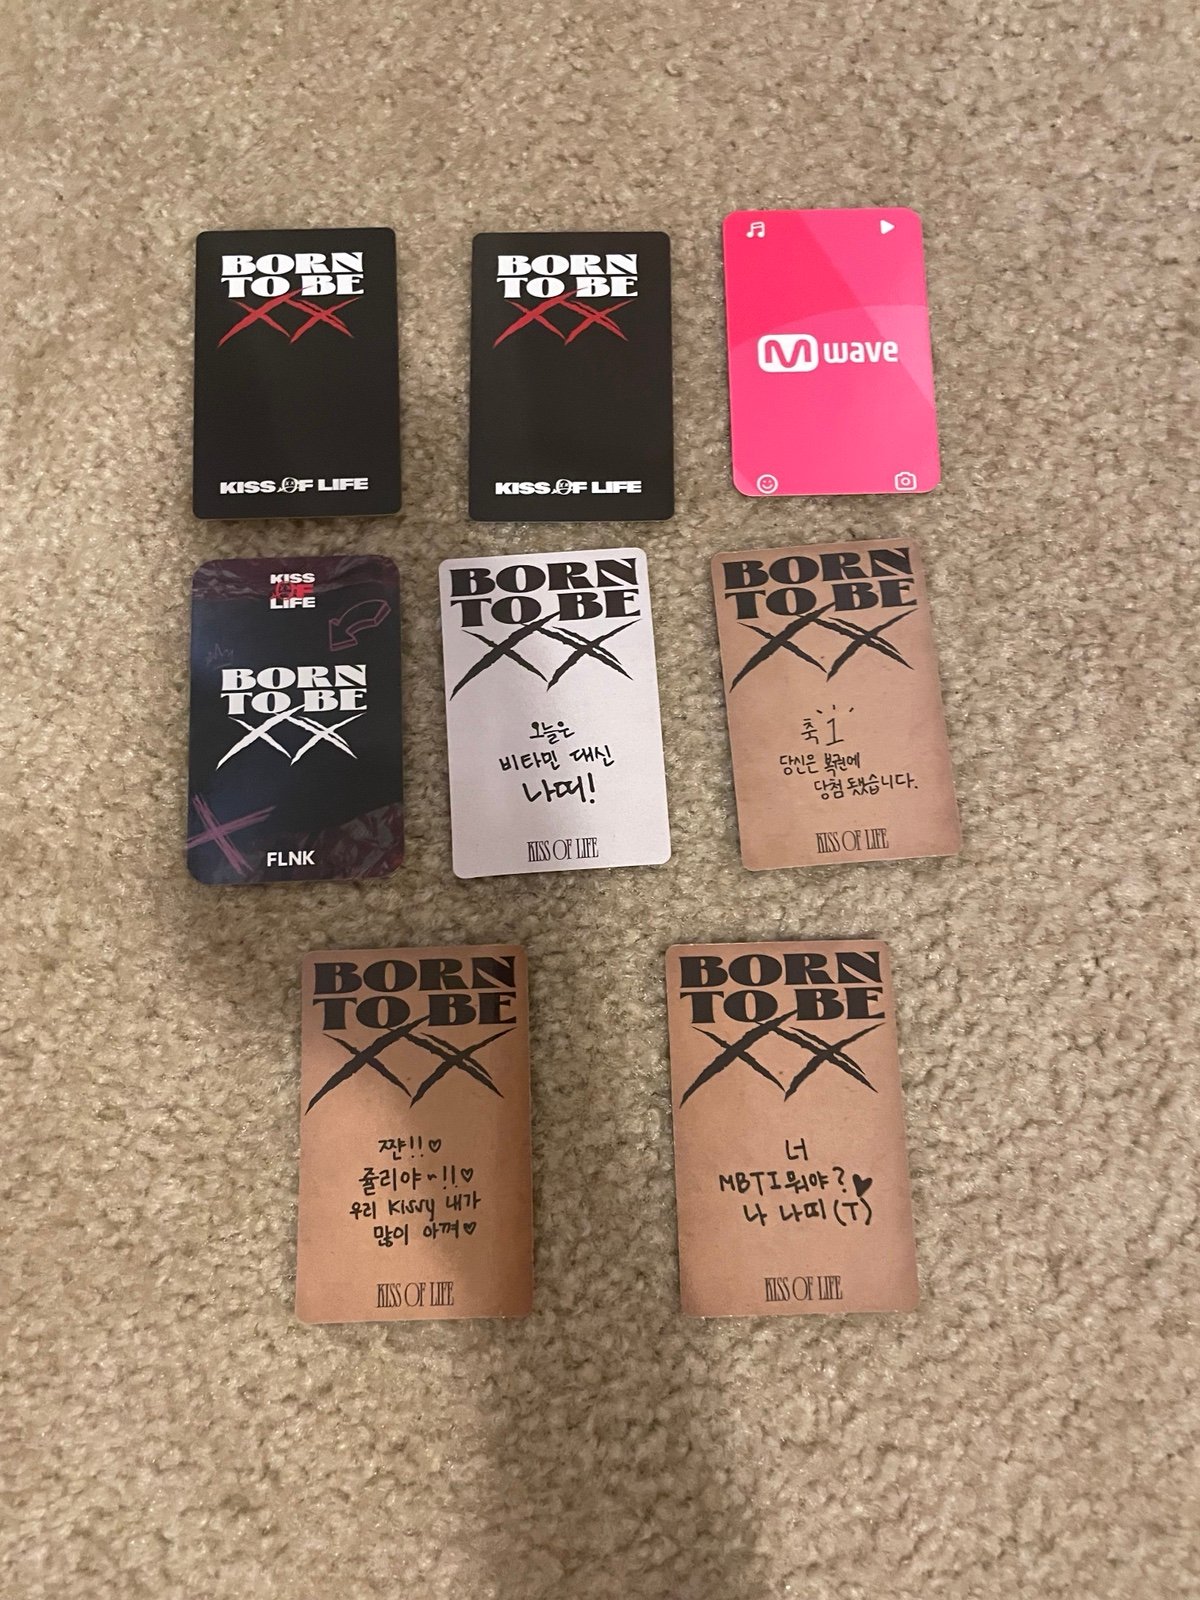 BORN
TO BE
XX
KISS OF LIFE
BORN
TO BE
XX
KISS OF LIFE
M wave
KISS
OF
LIFE
BORN
TO BE
XX
FLNK
BORN
TO BE
XX
오늘은
비타민 대신
나띠!
KISS OF LIFE
BORN
TO BE
XX
축 1
당신은 복권에
당첨 됐습니다.
KISS OF LIFE
BORN
TO BE
XX
쨘!!♡
쥴리야~!!♡
우리 Kissy 내가
많이 아껴♡
KISS OF LIFE
BORN
TO BE
XX
너
MBTI 뭐야?♥
나 나띠(T)
KISS OF LIFE